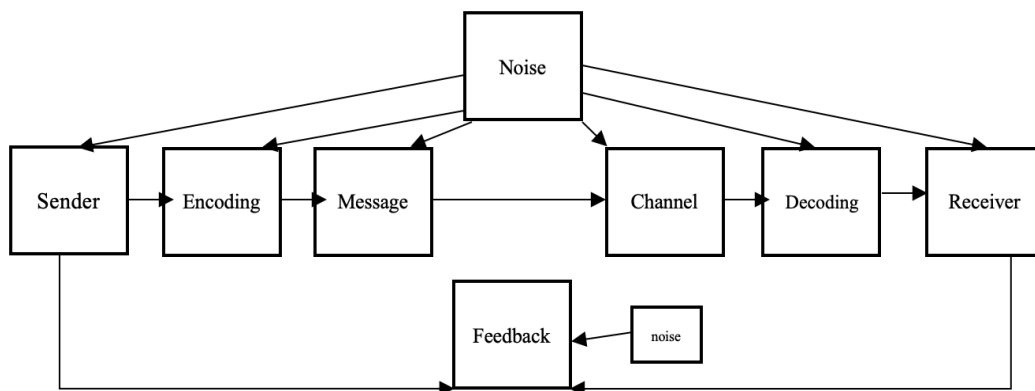 Noise
Sender
Encoding
Message
Channel
Decoding
Receiver
Feedback
noise